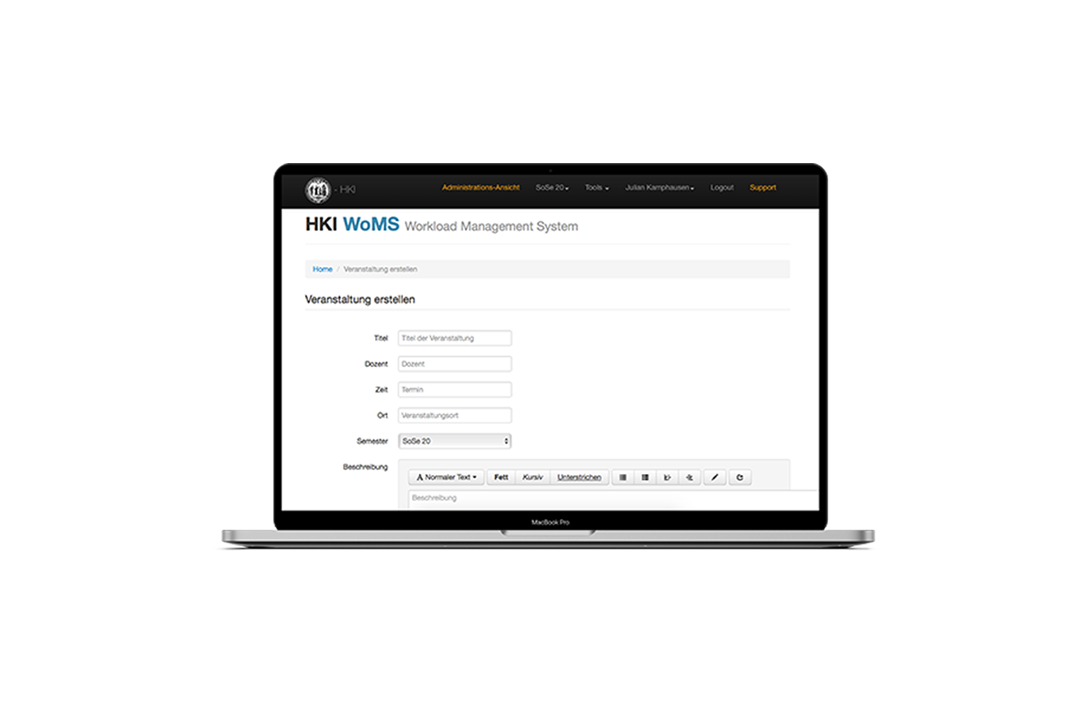 - HKI Administrations-Ansicht SoSe 20 Tools Julian Kamphausen Logout Support
HKI WoMS Workload Management System
Home / Veranstaltung erstellen
Veranstaltung erstellen
Titel Titel der Veranstaltung
Dozent Dozent
Zeit Termin
Ort Veranstaltungsort
Semester SoSe 20
Beschreibung
A Normaler Text Fett Kursiv Unterstrichen
Beschreibung
MacBook Pro